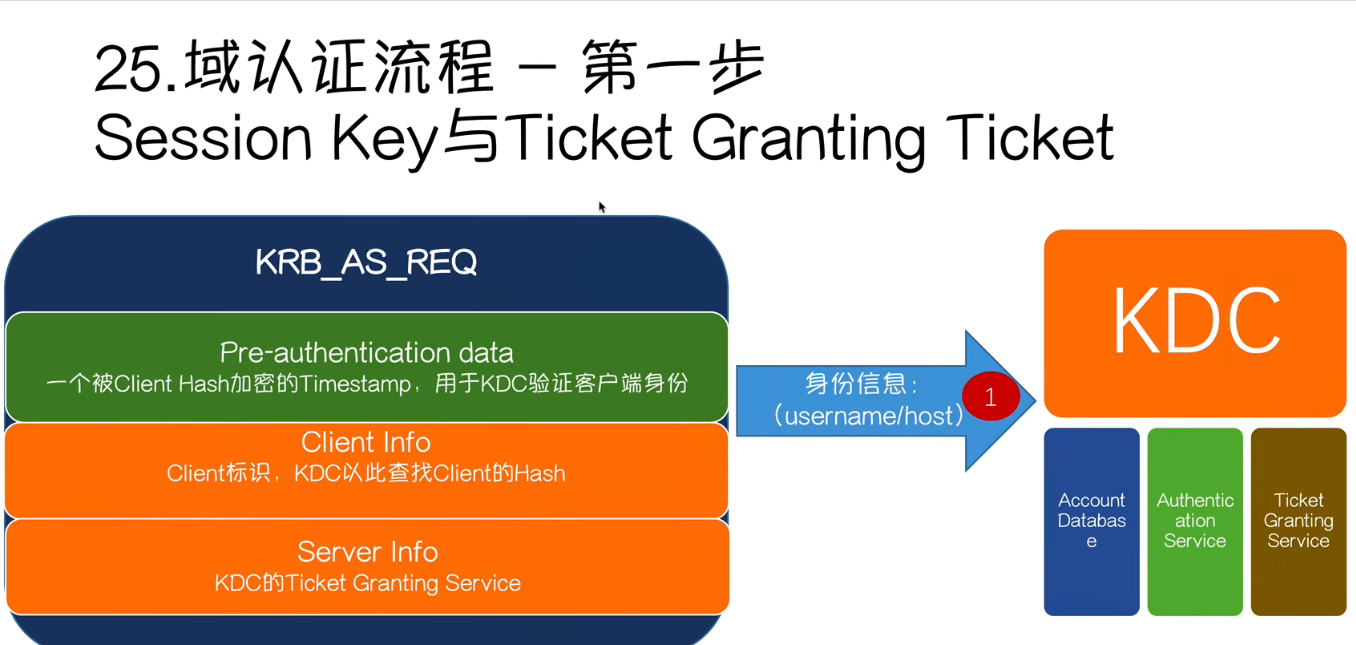 25.域认证流程 – 第一步
Session Key与Ticket Granting Ticket
KRB_AS_REQ
Pre-authentication data
一个被Client Hash加密的Timestamp，用于KDC验证客户端身份
Client Info
Client标识，KDC以此查找Client的Hash
Server Info
KDC的Ticket Granting Service
身份信息：
（username/host）
1
KDC
Account
Databas
e
Authentic
ation
Service
Ticket
Granting
Service